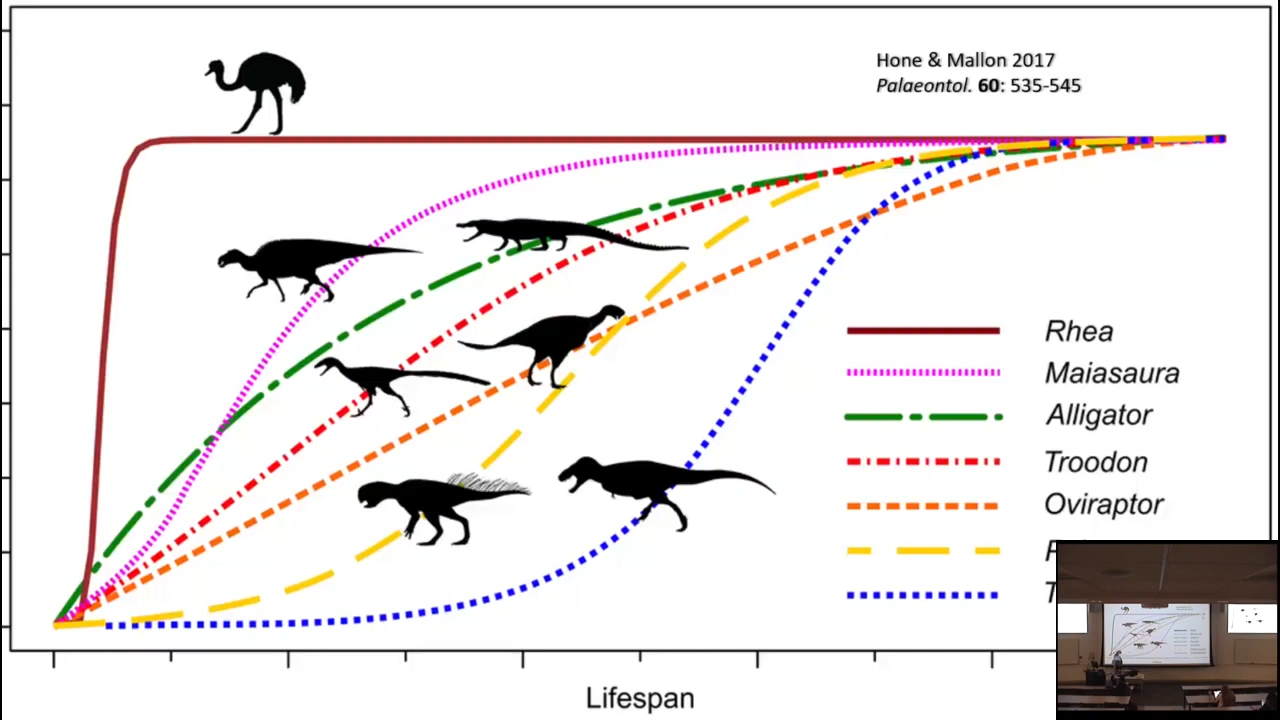 Hone & Mallon 2017
Palaeontol. 60: 535-545
Rhea
Maiasaura
Alligator
Troodon
Oviraptor
Lifespan